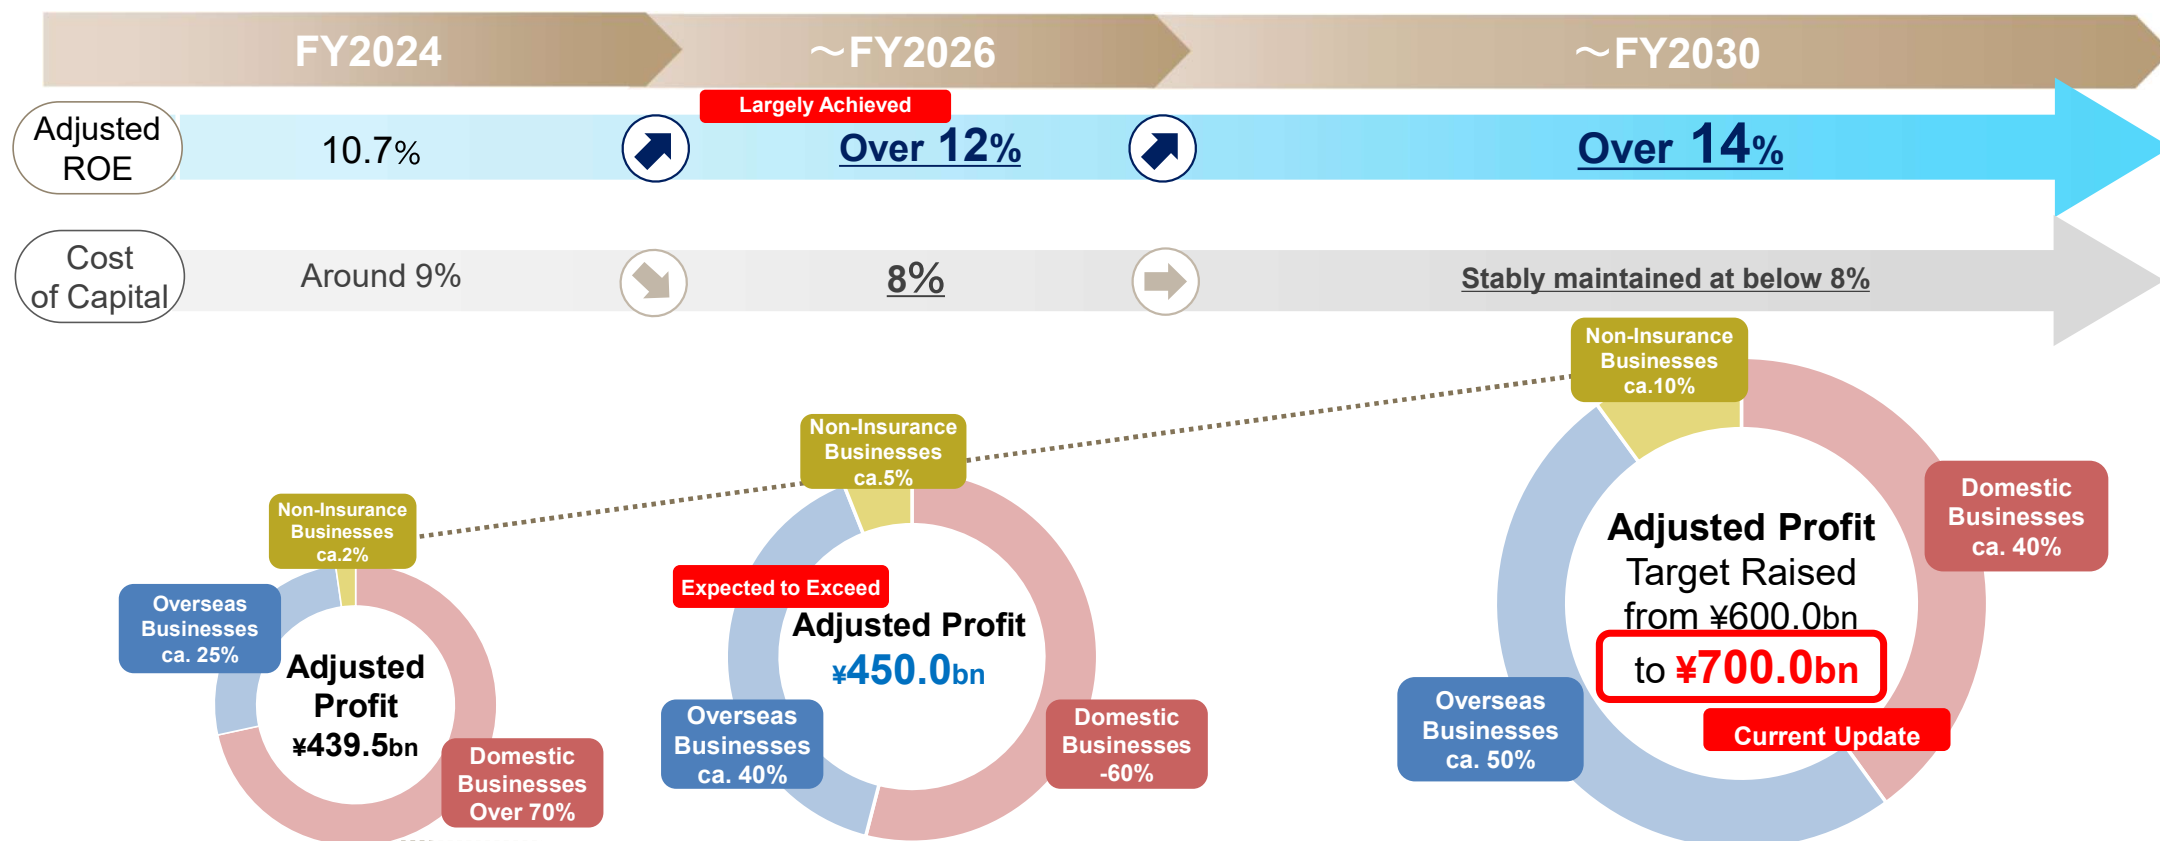 FY2024
～FY2026
～FY2030
Adjusted
ROE
10.7%
Largely Achieved
Over 12%
Over 14%
Cost
of Capital
Around 9%
8%
Stably maintained at below 8%
Non-Insurance
Businesses
ca.2%
Overseas
Businesses
ca. 25%
Adjusted
Profit
¥439.5bn
Domestic
Businesses
Over 70%
Non-Insurance
Businesses
ca.5%
Expected to Exceed
Adjusted Profit
¥450.0bn
Overseas
Businesses
ca. 40%
Domestic
Businesses
-60%
Non-Insurance
Businesses
ca.10%
Domestic
Businesses
ca. 40%
Adjusted Profit
Target Raised
from ¥600.0bn
to ¥700.0bn
Overseas
Businesses
ca. 50%
Current Update